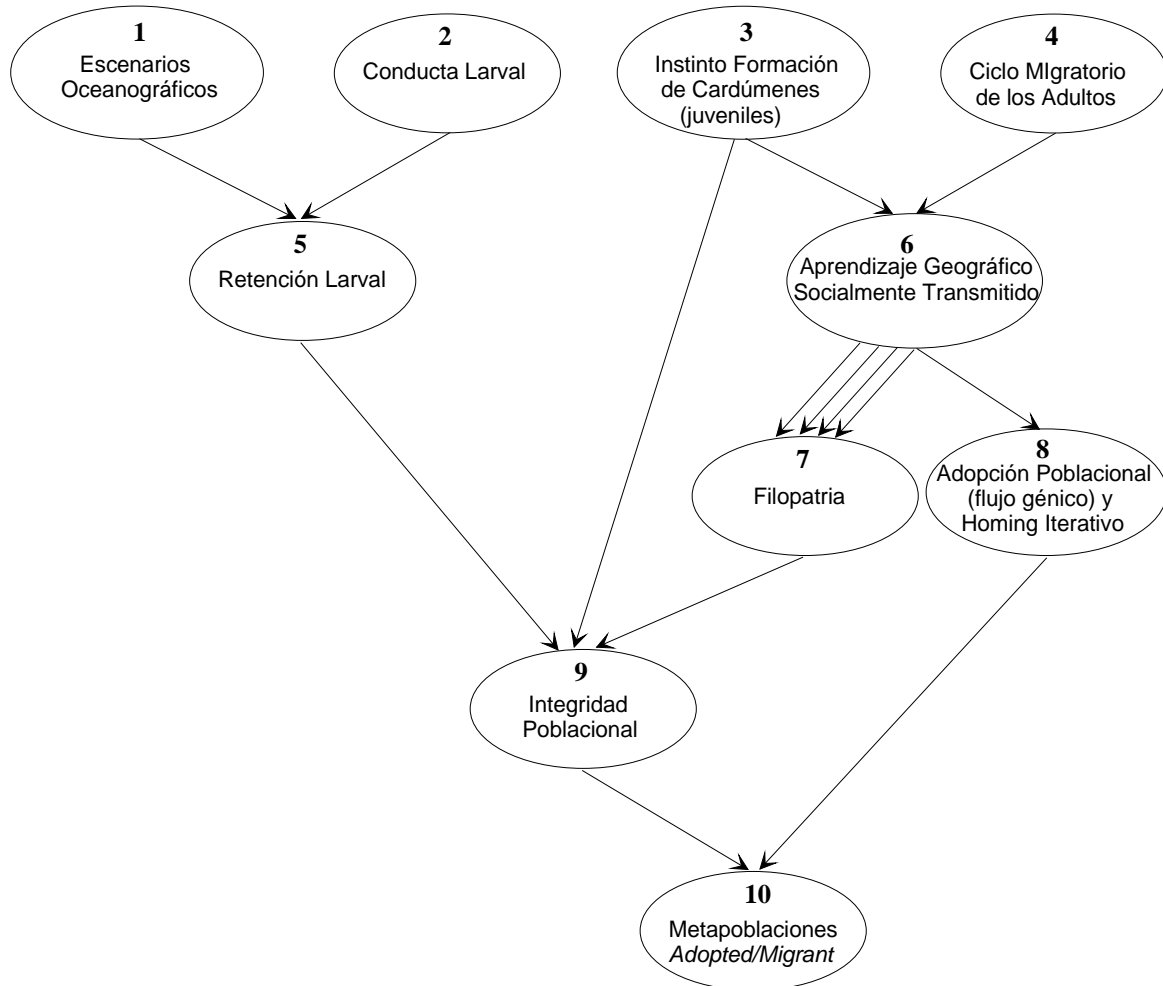 1
Escenarios
Oceanográficos
2
Conducta Larval
3
Instinto Formación
de Cardúmenes
(juveniles)
4
Ciclo MIgratorio
de los Adultos
5
Retención Larval
6
Aprendizaje Geográfico
Socialmente Transmitido
7
Filopatria
8
Adopción Poblacional
(flujo génico) y
Homing Iterativo
9
Integridad
Poblacional
10
Metapoblaciones
Adopted/Migrant